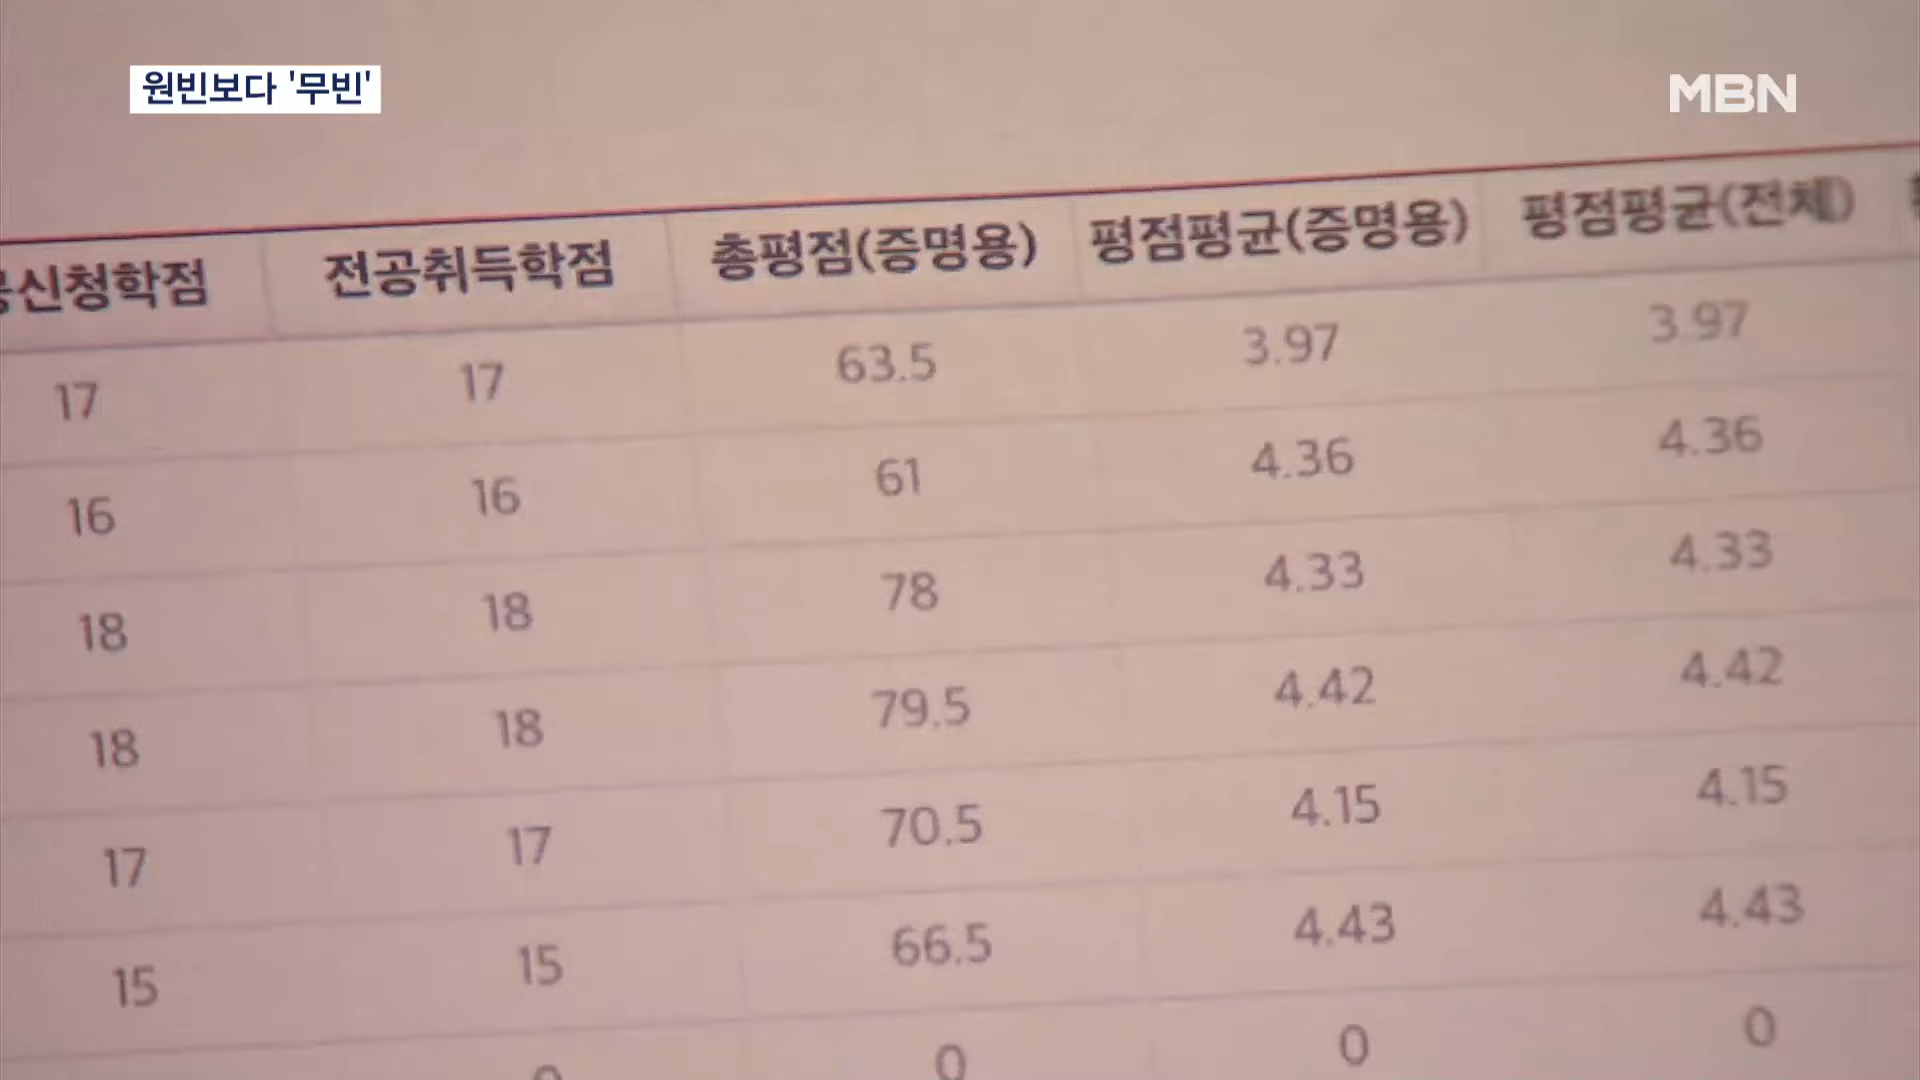 원빈보다 '무빈'
MBN
신청학점 전공취득학점 총평점(증명용) 평점평균(증명용) 평점평균(전체)
17 17 63.5 3.97 3.97
16 16 61 4.36 4.36
18 18 78 4.33 4.33
18 18 79.5 4.42 4.42
17 17 70.5 4.15 4.15
15 15 66.5 4.43 4.43
0 0 0 0